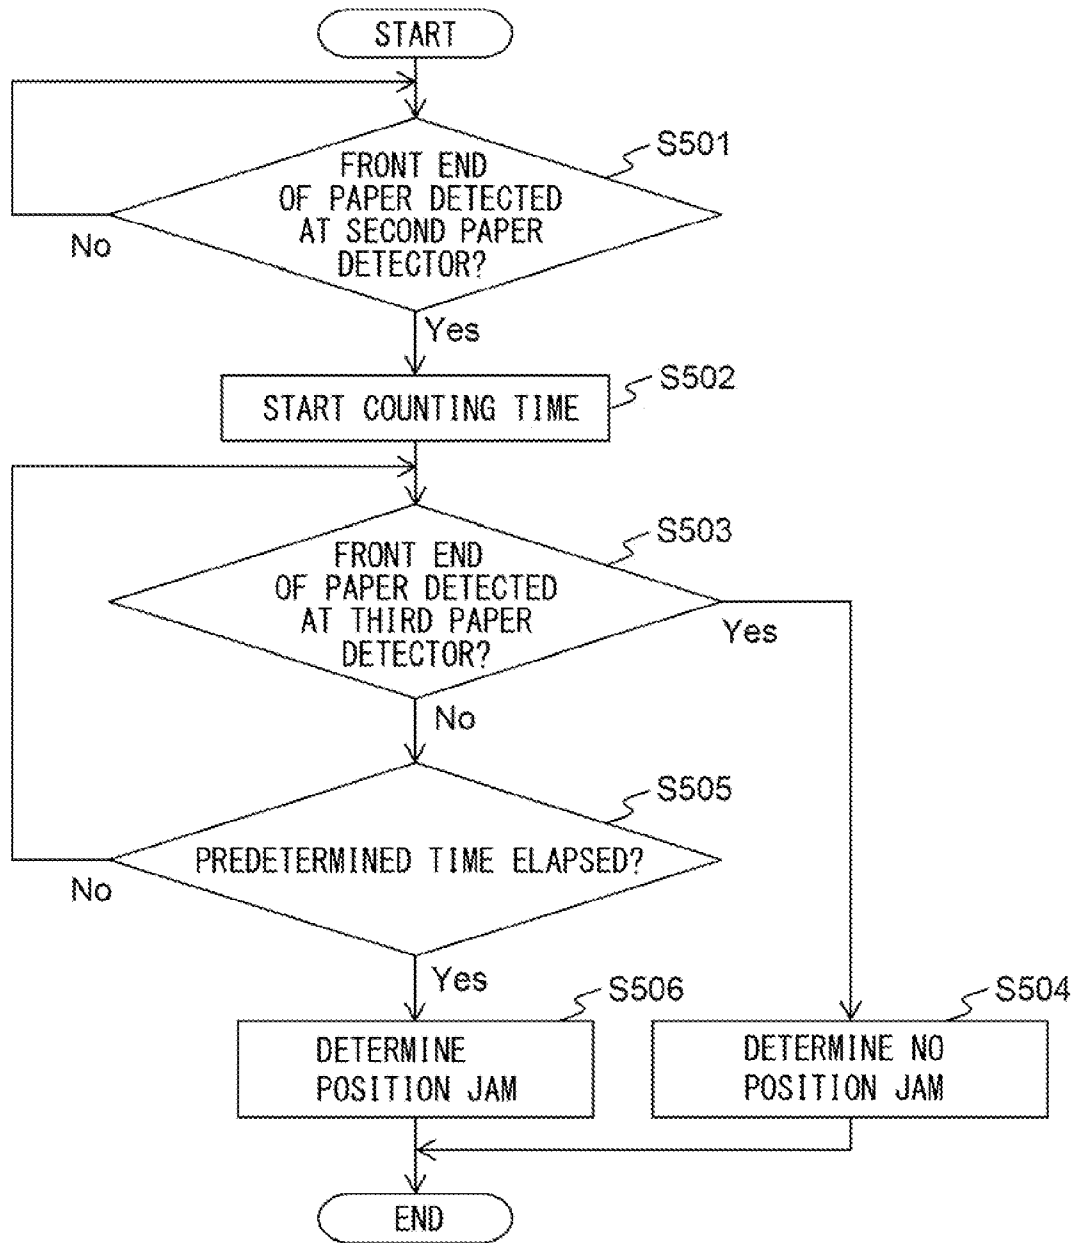 START
S501
FRONT END
OF PAPER DETECTED
AT SECOND PAPER
DETECTOR?
No
Yes
S502
START COUNTING TIME
S503
FRONT END
OF PAPER DETECTED
AT THIRD PAPER
DETECTOR?
Yes
No
S505
PREDETERMINED TIME ELAPSED?
No
Yes
S506
S504
DETERMINE
POSITION JAM
DETERMINE NO
POSITION JAM
END